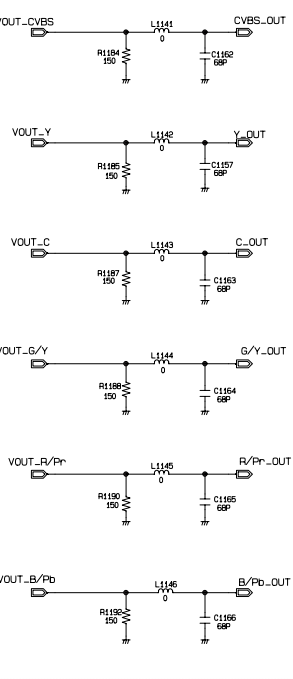 VOUT_CVBS L1141 CVBS_OUT
0
R1184
150
C1162
68P
VOUT_Y L1142 Y_OUT
0
R1185
150
C1157
68P
VOUT_C L1143 C_OUT
0
R1187
150
C1163
68P
VOUT_G/Y L1144 G/Y_OUT
0
R1188
150
C1164
68P
VOUT_R/Pr L1145 R/Pr_OUT
0
R1190
150
C1165
68P
VOUT_B/Pb L1146 B/Pb_OUT
0
R1192
150
C1166
68P